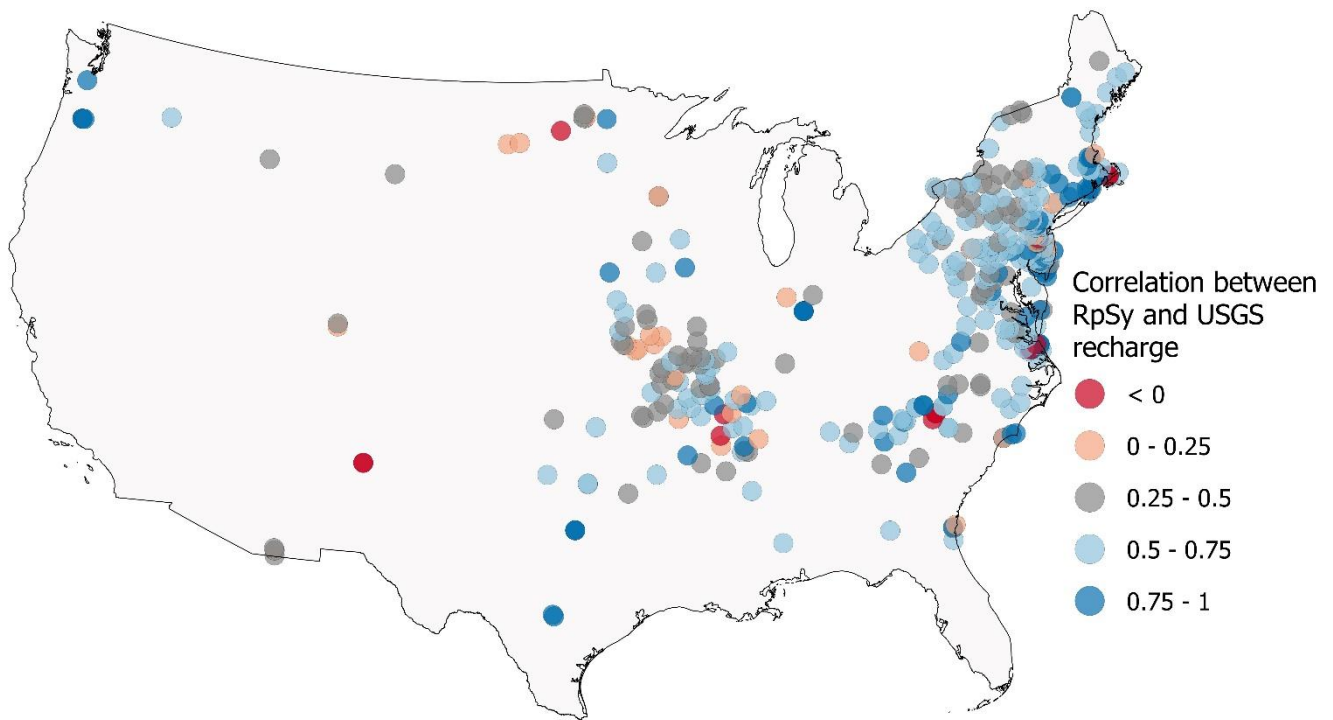 Correlation between
RpSy and USGS
recharge
< 0
0 - 0.25
0.25 - 0.5
0.5 - 0.75
0.75 - 1